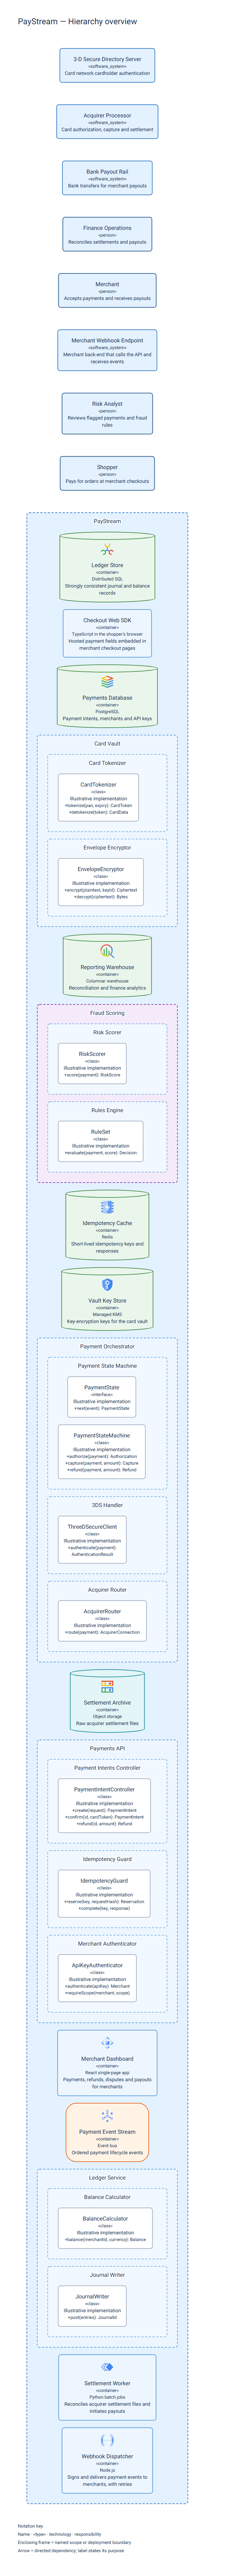 PayStream — Hierarchy overview
3-D Secure Directory Server
«software_system»
Card network cardholder authentication
Acquirer Processor
«software_system»
Card authorization, capture and settlement
Bank Payout Rail
«software_system»
Bank transfers for merchant payouts
Finance Operations
«person»
Reconciles settlements and payouts
Merchant
«person»
Accepts payments and receives payouts
Merchant Webhook Endpoint
«software_system»
Merchant back-end that calls the API and
receives events
Risk Analyst
«person»
Reviews flagged payments and fraud
rules
Shopper
«person»
Pays for orders at merchant checkouts
PayStream
Ledger Store
«container»
Distributed SQL
Strongly consistent journal and balance
records
Checkout Web SDK
«container»
TypeScript in the shopper's browser
Hosted payment fields embedded in
merchant checkout pages
Payments Database
«container»
PostgreSQL
Payment intents, merchants and API keys
Card Vault
Card Tokenizer
CardTokenizer
«class»
Illustrative implementation
+tokenize(pan, expiry): CardToken
+detokenize(token): CardData
Envelope Encryptor
EnvelopeEncryptor
«class»
Illustrative implementation
+encrypt(plaintext, keyId): Ciphertext
+decrypt(ciphertext): Bytes
Reporting Warehouse
«container»
Columnar warehouse
Reconciliation and finance analytics
Fraud Scoring
Risk Scorer
RiskScorer
«class»
Illustrative implementation
+score(payment): RiskScore
Rules Engine
RuleSet
«class»
Illustrative implementation
+evaluate(payment, score): Decision
Idempotency Cache
«container»
Redis
Short-lived idempotency keys and
responses
Vault Key Store
«container»
Managed KMS
Key-encryption keys for the card vault
Payment Orchestrator
Payment State Machine
PaymentState
«interface»
Illustrative implementation
+next(event): PaymentState
PaymentStateMachine
«class»
Illustrative implementation
+authorize(payment): Authorization
+capture(payment, amount): Capture
+refund(payment, amount): Refund
3DS Handler
ThreeDSecureClient
«class»
Illustrative implementation
+authenticate(payment):
AuthenticationResult
Acquirer Router
AcquirerRouter
«class»
Illustrative implementation
+route(payment): AcquirerConnection
Settlement Archive
«container»
Object storage
Raw acquirer settlement files
Payments API
Payment Intents Controller
PaymentIntentController
«class»
Illustrative implementation
+create(request): PaymentIntent
+confirm(id, cardToken): PaymentIntent
+refund(id, amount): Refund
Idempotency Guard
IdempotencyGuard
«class»
Illustrative implementation
+reserve(key, requestHash): Reservation
+complete(key, response)
Merchant Authenticator
ApiKeyAuthenticator
«class»
Illustrative implementation
+authenticate(apiKey): Merchant
+requireScope(merchant, scope)
Merchant Dashboard
«container»
React single-page app
Payments, refunds, disputes and payouts
for merchants
Payment Event Stream
«container»
Event bus
Ordered payment lifecycle events
Ledger Service
Balance Calculator
BalanceCalculator
«class»
Illustrative implementation
+balance(merchantId, currency): Balance
Journal Writer
JournalWriter
«class»
Illustrative implementation
+post(entries): JournalId
Settlement Worker
«container»
Python batch jobs
Reconciles acquirer settlement files and
initiates payouts
Webhook Dispatcher
«container»
Node.js
Signs and delivers payment events to
merchants, with retries
Notation key
Name · «type» · technology · responsibility
Enclosing frame = named scope or deployment boundary
Arrow = directed dependency; label states its purpose